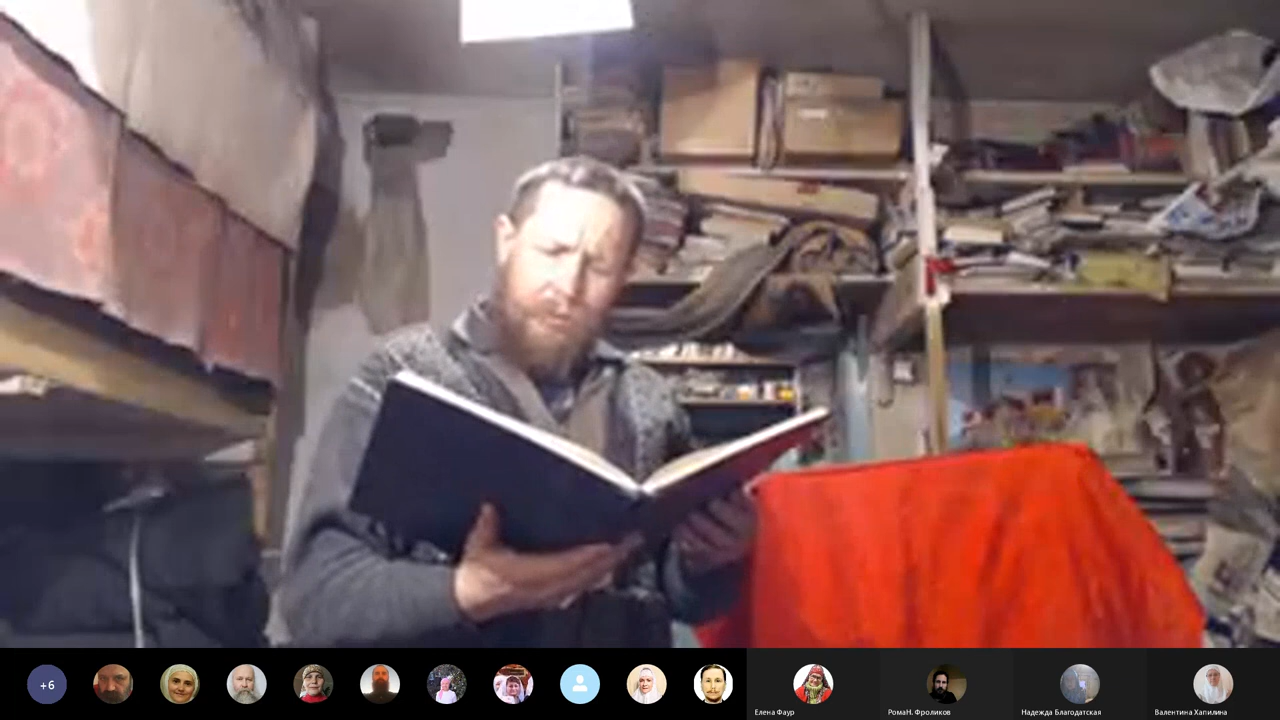 +6
Елена Фаур
РомаН. Фроликов
Надежда Благодатская
Валентина Хапилина